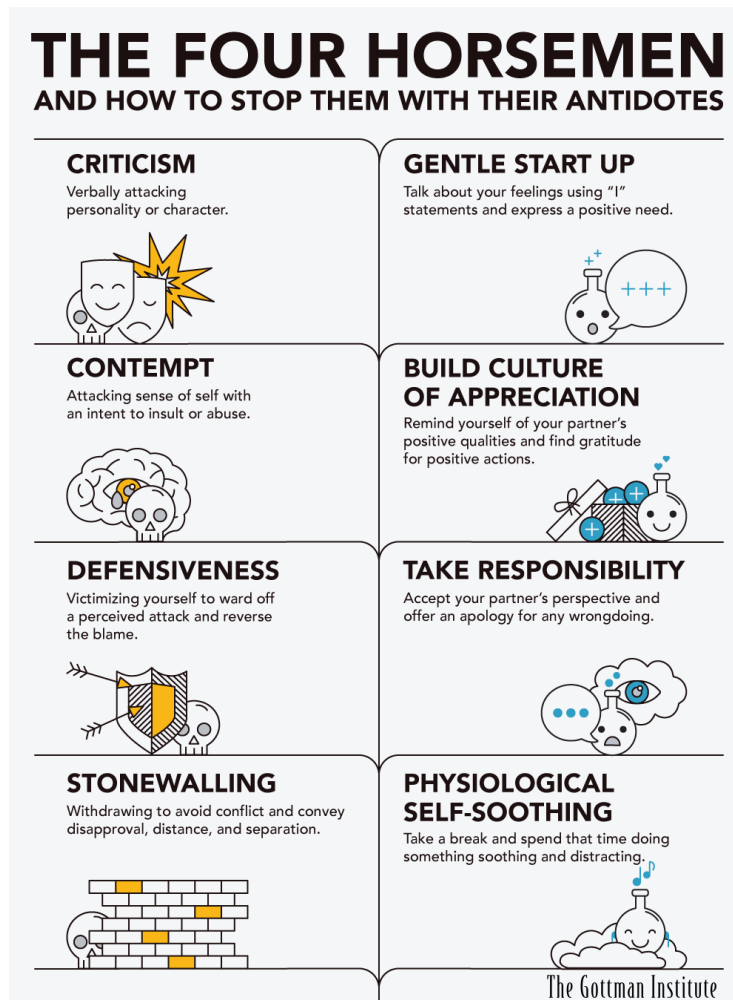 THE FOUR HORSEMEN
AND HOW TO STOP THEM WITH THEIR ANTIDOTES
CRITICISM
Verbally attacking
personality or character.
GENTLE START UP
Talk about your feelings using “I”
statements and express a positive need.
CONTEMPT
Attacking sense of self with
an intent to insult or abuse.
BUILD CULTURE
OF APPRECIATION
Remind yourself of your partner’s
positive qualities and find gratitude
for positive actions.
DEFENSIVENESS
Victimizing yourself to ward off
a perceived attack and reverse
the blame.
TAKE RESPONSIBILITY
Accept your partner’s perspective and
offer an apology for any wrongdoing.
STONEWALLING
Withdrawing to avoid conflict and convey
disapproval, distance, and separation.
PHYSIOLOGICAL
SELF-SOOTHING
Take a break and spend that time doing
something soothing and distracting.
The Gottman Institute